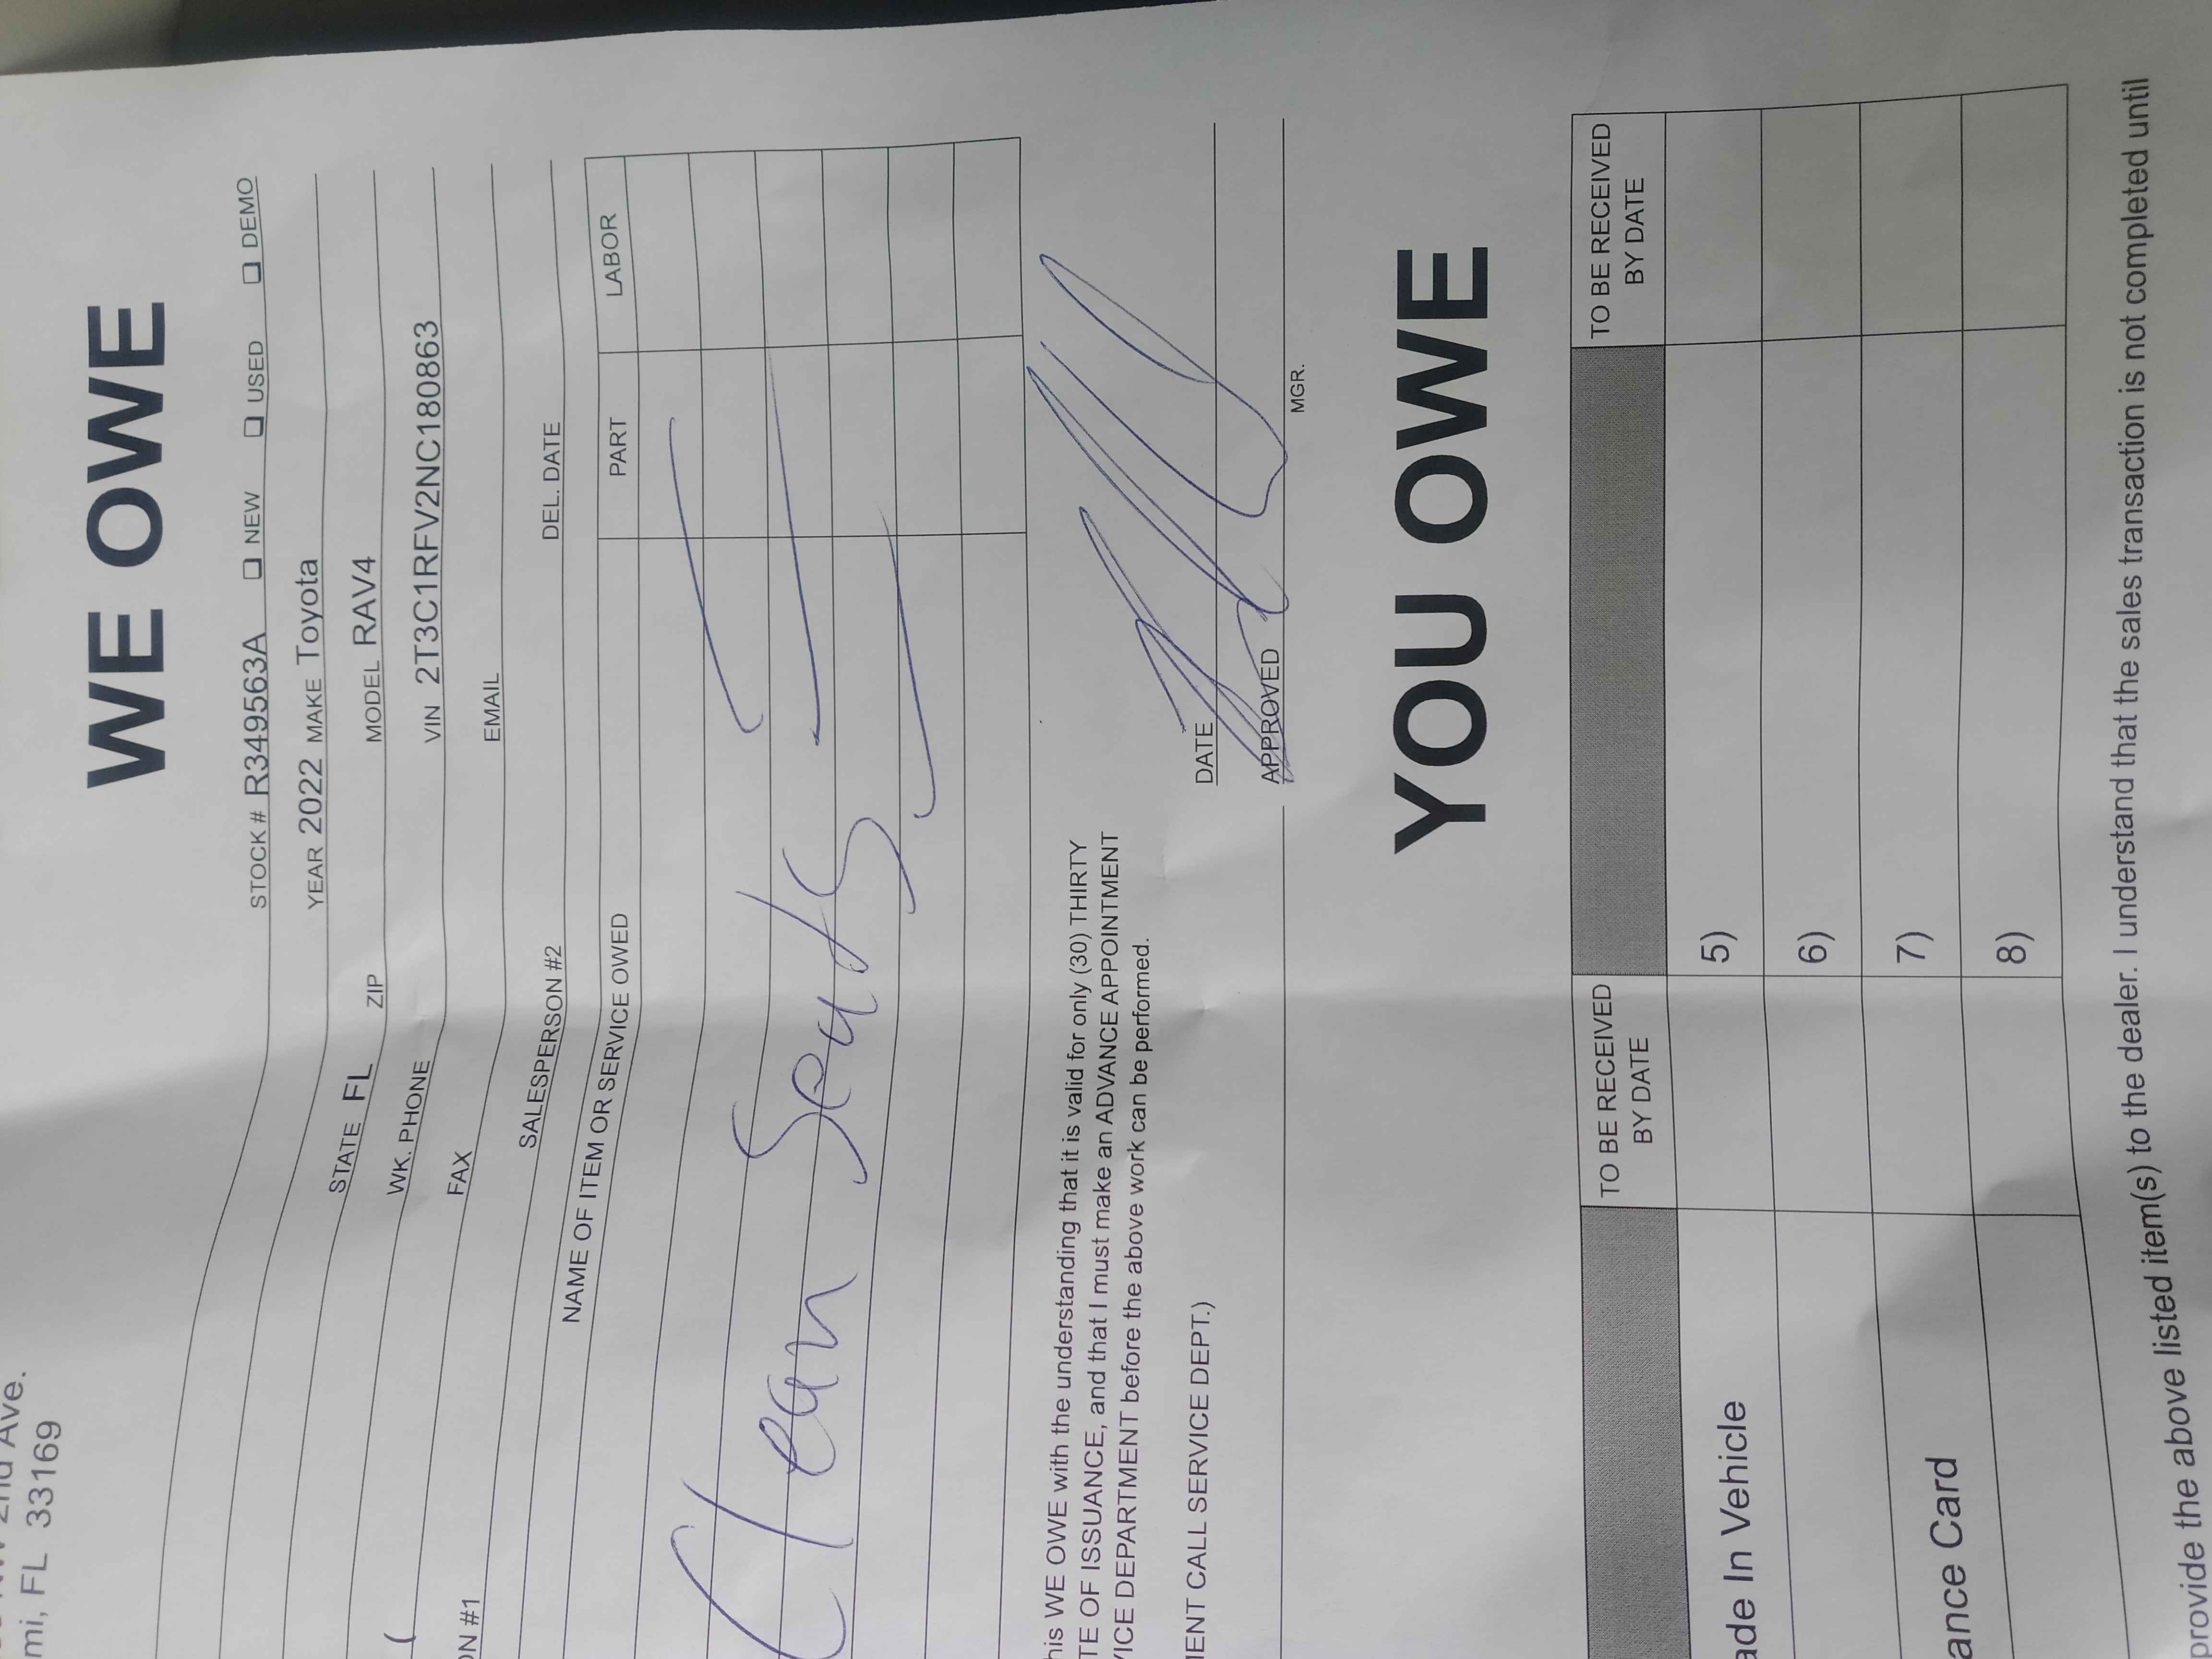 2nd Ave.
mi, FL 33169
WE OWE
STOCK # R349563A ❑ NEW ❑ USED ❑ DEMO
YEAR 2022 MAKE Toyota
STATE FL ZIP MODEL RAV4
( WK. PHONE VIN 2T3C1RFV2NC180863
FAX EMAIL
ON #1 SALESPERSON #2 DEL. DATE
NAME OF ITEM OR SERVICE OWED PART LABOR
Clean Seats
his WE OWE with the understanding that it is valid for only (30) THIRTY
TE OF ISSUANCE, and that I must make an ADVANCE APPOINTMENT
VICE DEPARTMENT before the above work can be performed.
MENT CALL SERVICE DEPT.) DATE
APPROVED
MGR.
YOU OWE
TO BE RECEIVED BY DATE TO BE RECEIVED BY DATE
ade In Vehicle 5)
6)
ance Card 7)
8)
provide the above listed item(s) to the dealer. I understand that the sales transaction is not completed until